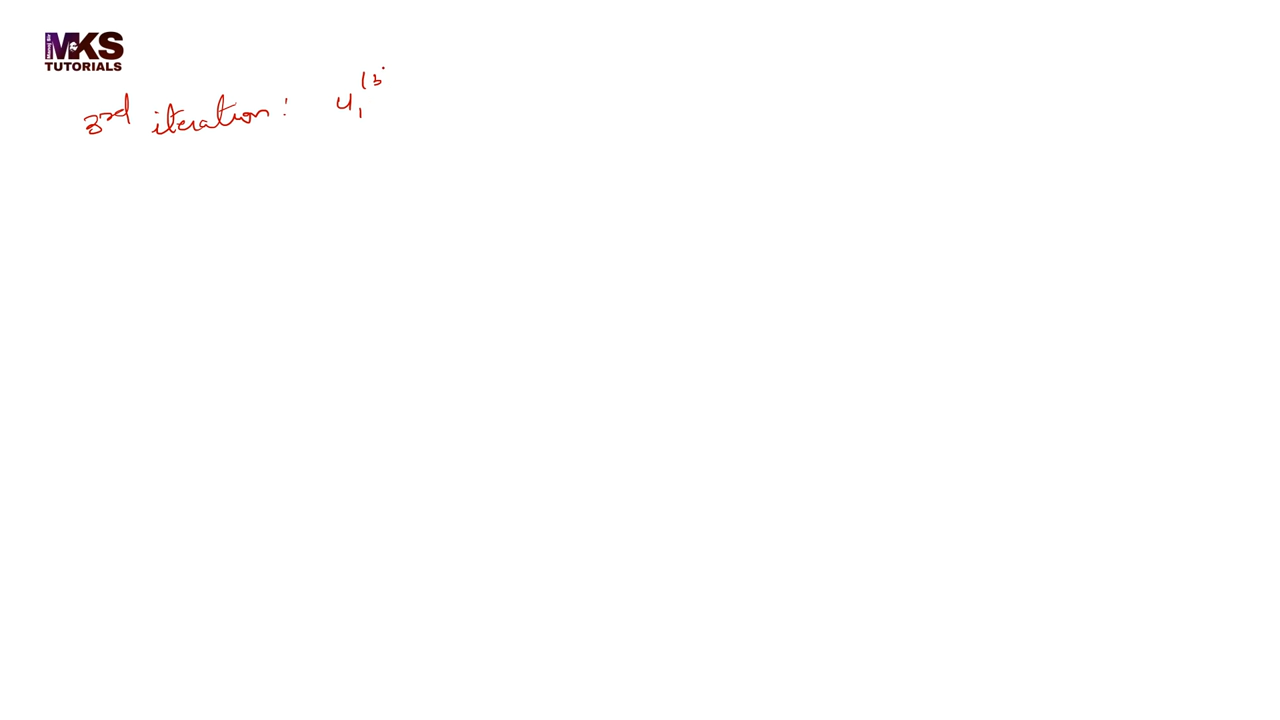 MKS
TUTORIALS
3rd iteration : u₁⁽³